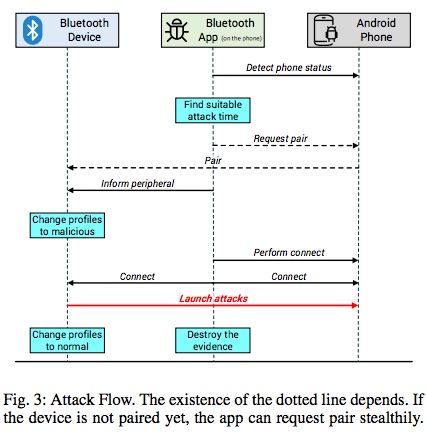 Bluetooth
Device
Bluetooth
App (on the phone)
Android
Phone
Detect phone status
Find suitable
attack time
Request pair
Pair
Inform peripheral
Change profiles
to malicious
Perform connect
Connect
Connect
Launch attacks
Change profiles
to normal
Destroy the
evidence
Fig. 3: Attack Flow. The existence of the dotted line depends. If
the device is not paired yet, the app can request pair stealthily.